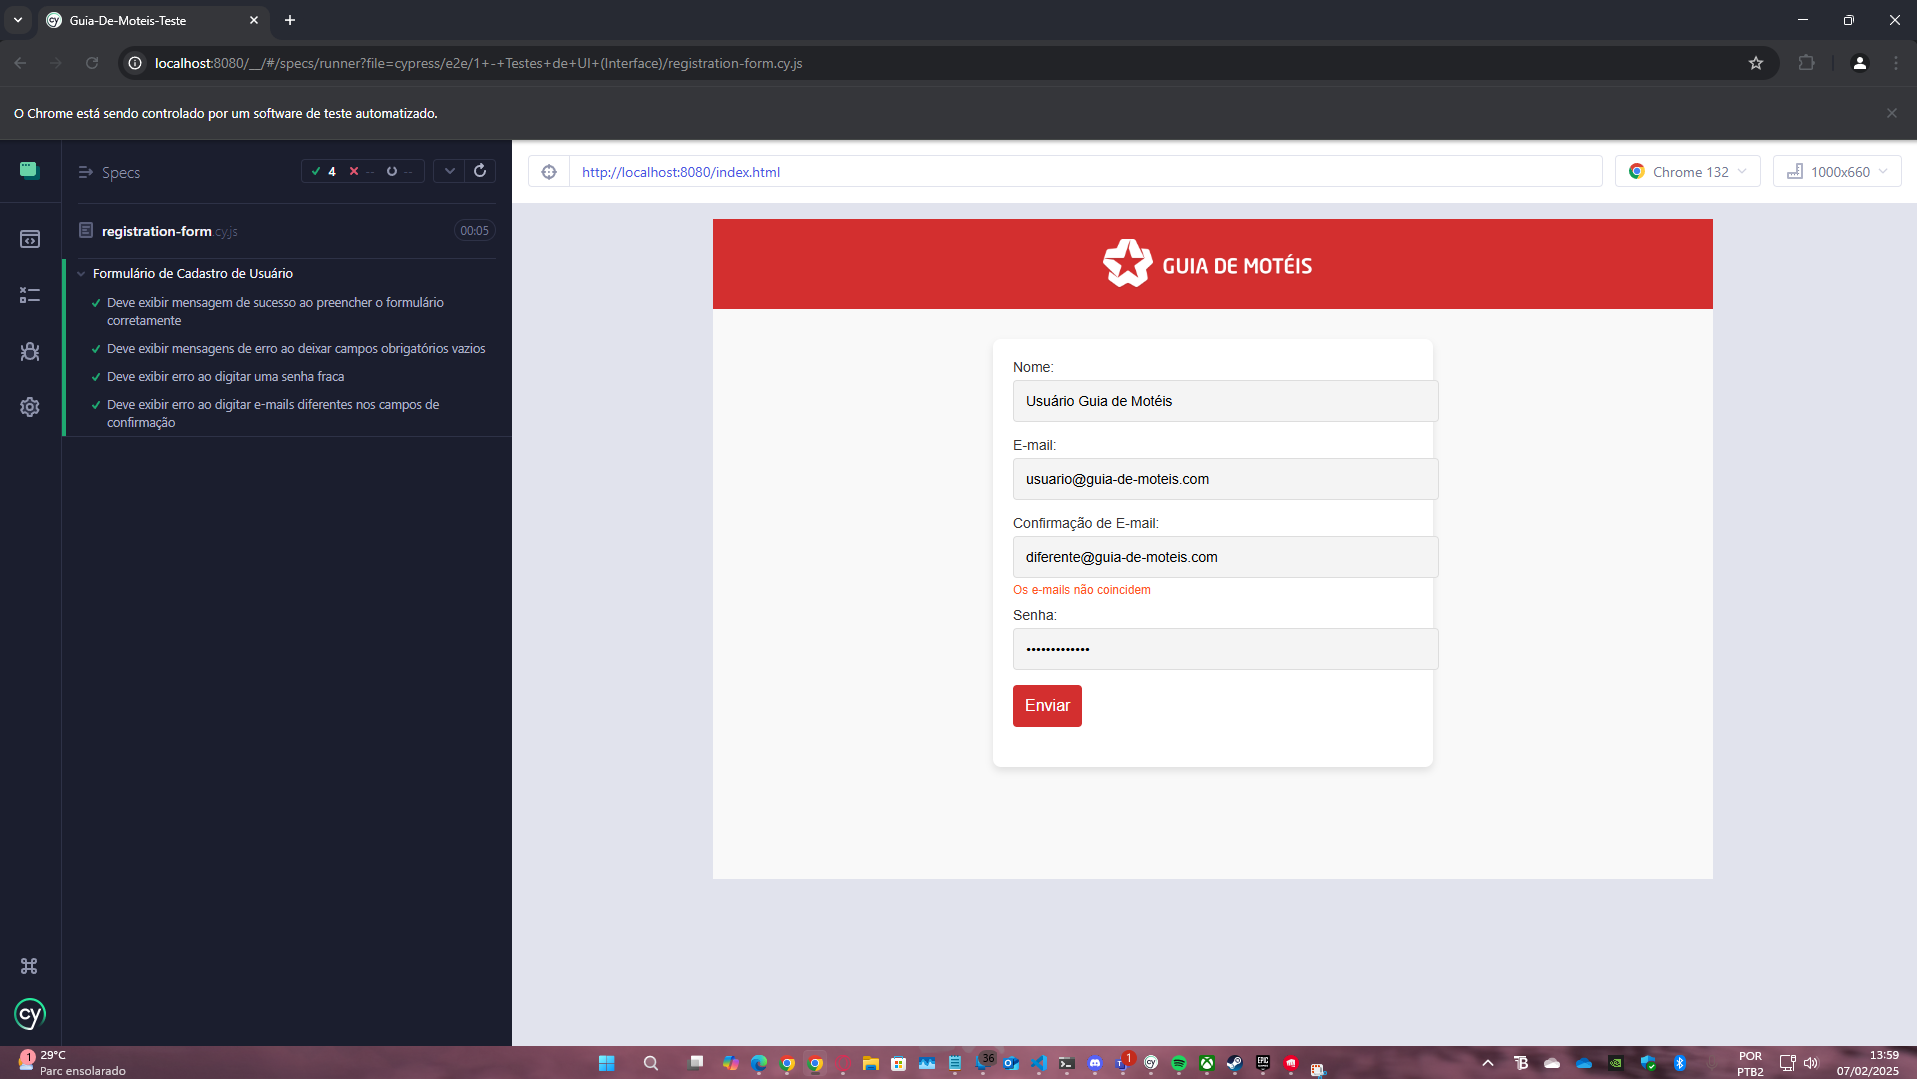 Guia-De-Moteis-Teste
localhost:8080/__/#/specs/runner?file=cypress/e2e/1+-+Testes+de+UI+(Interface)/registration-form.cy.js
O Chrome está sendo controlado por um software de teste automatizado.
Specs
4 -- --
http://localhost:8080/index.html
Chrome 132
1000x660
registration-form.cy.js
00:05
Formulário de Cadastro de Usuário
Deve exibir mensagem de sucesso ao preencher o formulário
corretamente
Deve exibir mensagens de erro ao deixar campos obrigatórios vazios
Deve exibir erro ao digitar uma senha fraca
Deve exibir erro ao digitar e-mails diferentes nos campos de
confirmação
GUIA DE MOTÉIS
Nome:
Usuário Guia de Motéis
E-mail:
usuario@guia-de-moteis.com
Confirmação de E-mail:
diferente@guia-de-moteis.com
Os e-mails não coincidem
Senha:
•••••••••••••
Enviar
cy
1
29°C
Parc ensolarado
36
1
EPIC
POR
PTB2
13:59
07/02/2025